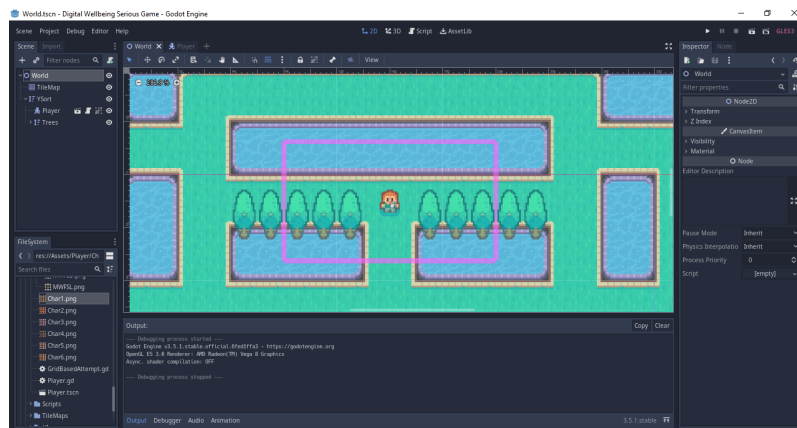 World.tscn - Digital Wellbeing Serious Game - Godot Engine
Scene Project Debug Editor Help
2D 3D Script AssetLib
GLES3
Scene Import
World Player
Inspector Node
Filter nodes
View
World
TileMap
YSort
Player
Trees
World
Filter properties
Node2D
Transform
Z Index
CanvasItem
Visibility
Material
Node
Editor Description
Pause Mode Inherit
Physics Interpolatio Inherit
Process Priority 0
Script [empty]
FileSystem
res://Assets/Player/Ch
Search files
MWFSL.png
Char1.png
Char2.png
Char3.png
Char4.png
Char5.png
Char6.png
GridBasedAttempt.gd
Player.gd
Player.tscn
Scripts
TileMaps
Output: Copy Clear
--- Debugging process started ---
Godot Engine v3.5.1.stable.official.6fed1ffa3 - https://godotengine.org
OpenGL ES 3.0 Renderer: AMD Radeon(TM) Vega 8 Graphics
Async. shader compilation: OFF
--- Debugging process stopped ---
Output Debugger Audio Animation 3.5.1.stable